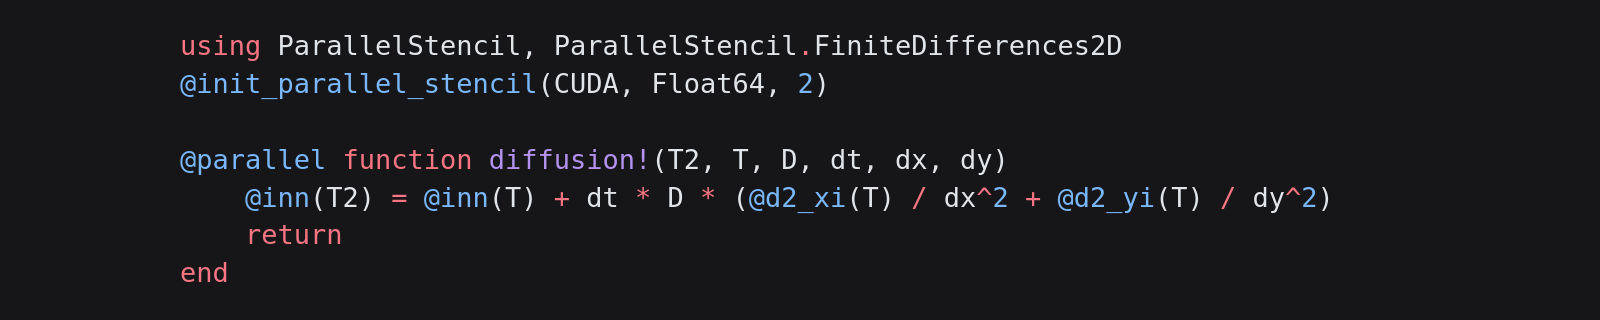 using ParallelStencil, ParallelStencil.FiniteDifferences2D
@init_parallel_stencil(CUDA, Float64, 2)

@parallel function diffusion!(T2, T, D, dt, dx, dy)
    @inn(T2) = @inn(T) + dt * D * (@d2_xi(T) / dx^2 + @d2_yi(T) / dy^2)
    return
end